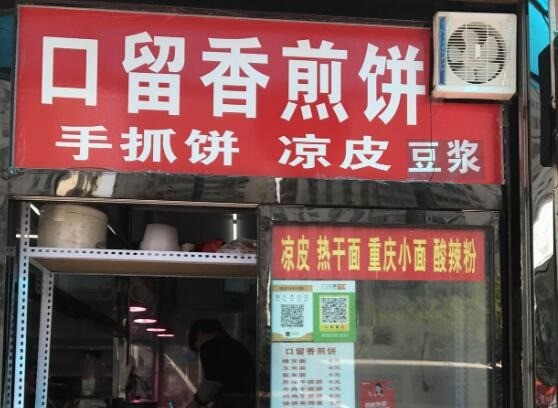 口留香煎饼
手抓饼 凉皮 豆浆
凉皮 热干面 重庆小面 酸辣粉
口留香煎饼